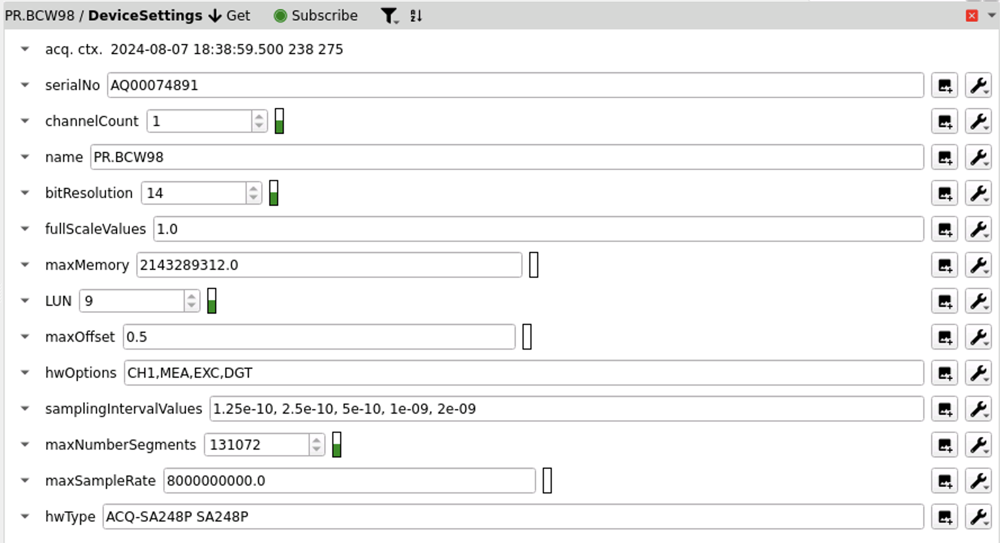 PR.BCW98 / DeviceSettings Get Subscribe
acq. ctx. 2024-08-07 18:38:59.500 238 275
serialNo AQ00074891
channelCount 1
name PR.BCW98
bitResolution 14
fullScaleValues 1.0
maxMemory 2143289312.0
LUN 9
maxOffset 0.5
hwOptions CH1,MEA,EXC,DGT
samplingIntervalValues 1.25e-10, 2.5e-10, 5e-10, 1e-09, 2e-09
maxNumberSegments 131072
maxSampleRate 8000000000.0
hwType ACQ-SA248P SA248P